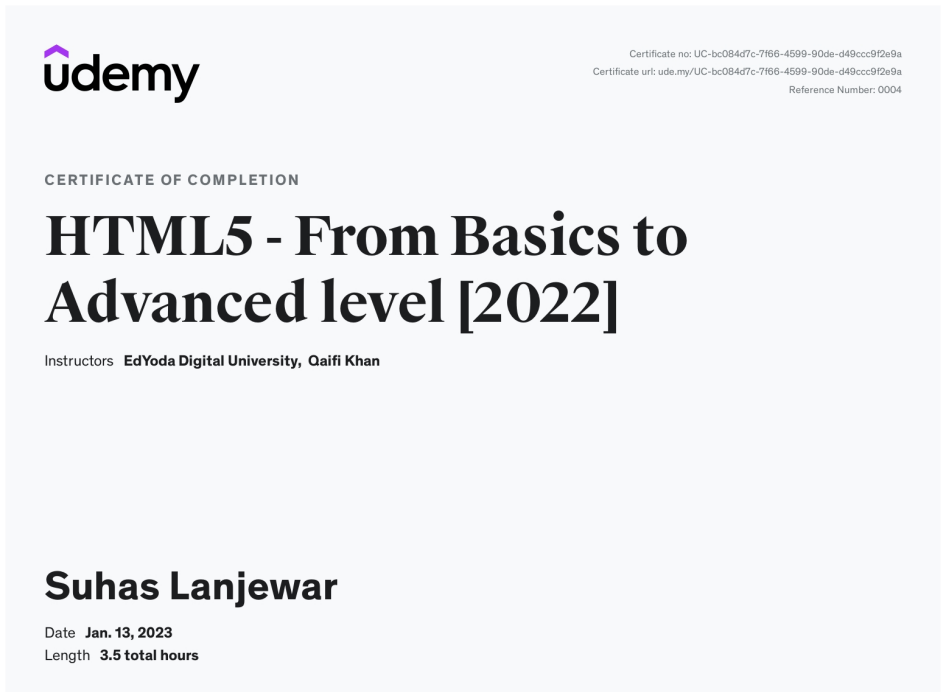 udemy
Certificate no: UC-bc084d7c-7f66-4599-90de-d49ccc9f2e9a
Certificate url: ude.my/UC-bc084d7c-7f66-4599-90de-d49ccc9f2e9a
Reference Number: 0004
CERTIFICATE OF COMPLETION
HTML5 - From Basics to
Advanced level [2022]
Instructors EdYoda Digital University, Qaifi Khan
Suhas Lanjewar
Date Jan. 13, 2023
Length 3.5 total hours